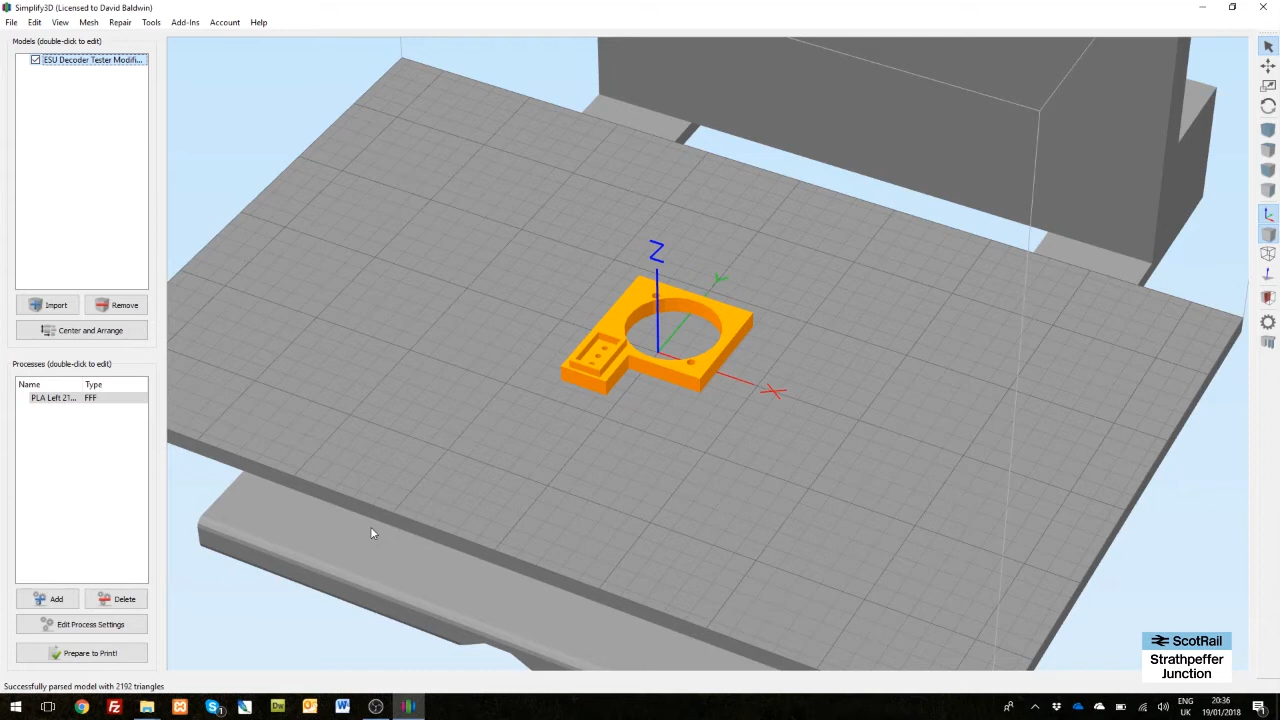 Simplify3D (Licensed to David Baldwin)
File Edit View Mesh Repair Tools Add-Ins Account Help
Models (double-click to edit)
ESU Decoder Tester Modifi...
Import Remove
Center and Arrange
Processes (double-click to edit)
Name Type
PLA Left 21... FFF
Add Delete
Edit Process Settings
Prepare to Print!
Successfully parsed model with 2192 triangles
Z
Y
X
ScotRail
Strathpeffer
Junction
ENG
UK
20:36
19/01/2018